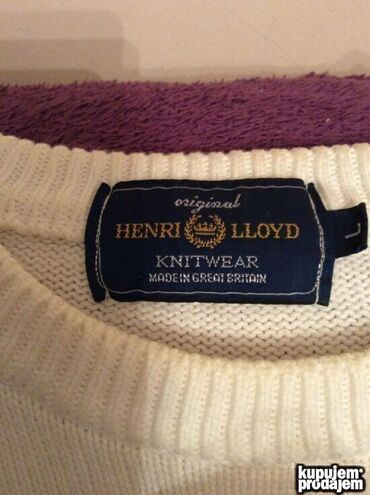 original
HENRI LLOYD
KNITWEAR
MADE IN GREAT BRITAIN
L
kupujem
prodajem